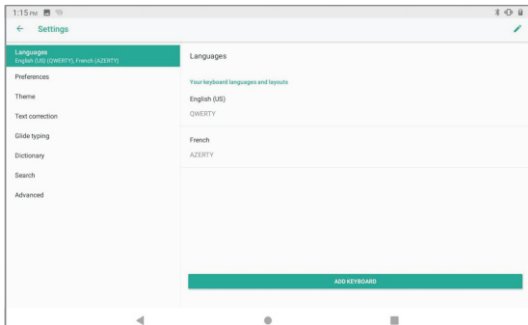 1:15 PM
Settings
Languages
English (US) (QWERTY), French (AZERTY)
Preferences
Theme
Text correction
Glide typing
Dictionary
Search
Advanced
Languages
Your keyboard languages and layouts
English (US)
QWERTY
French
AZERTY
ADD KEYBOARD